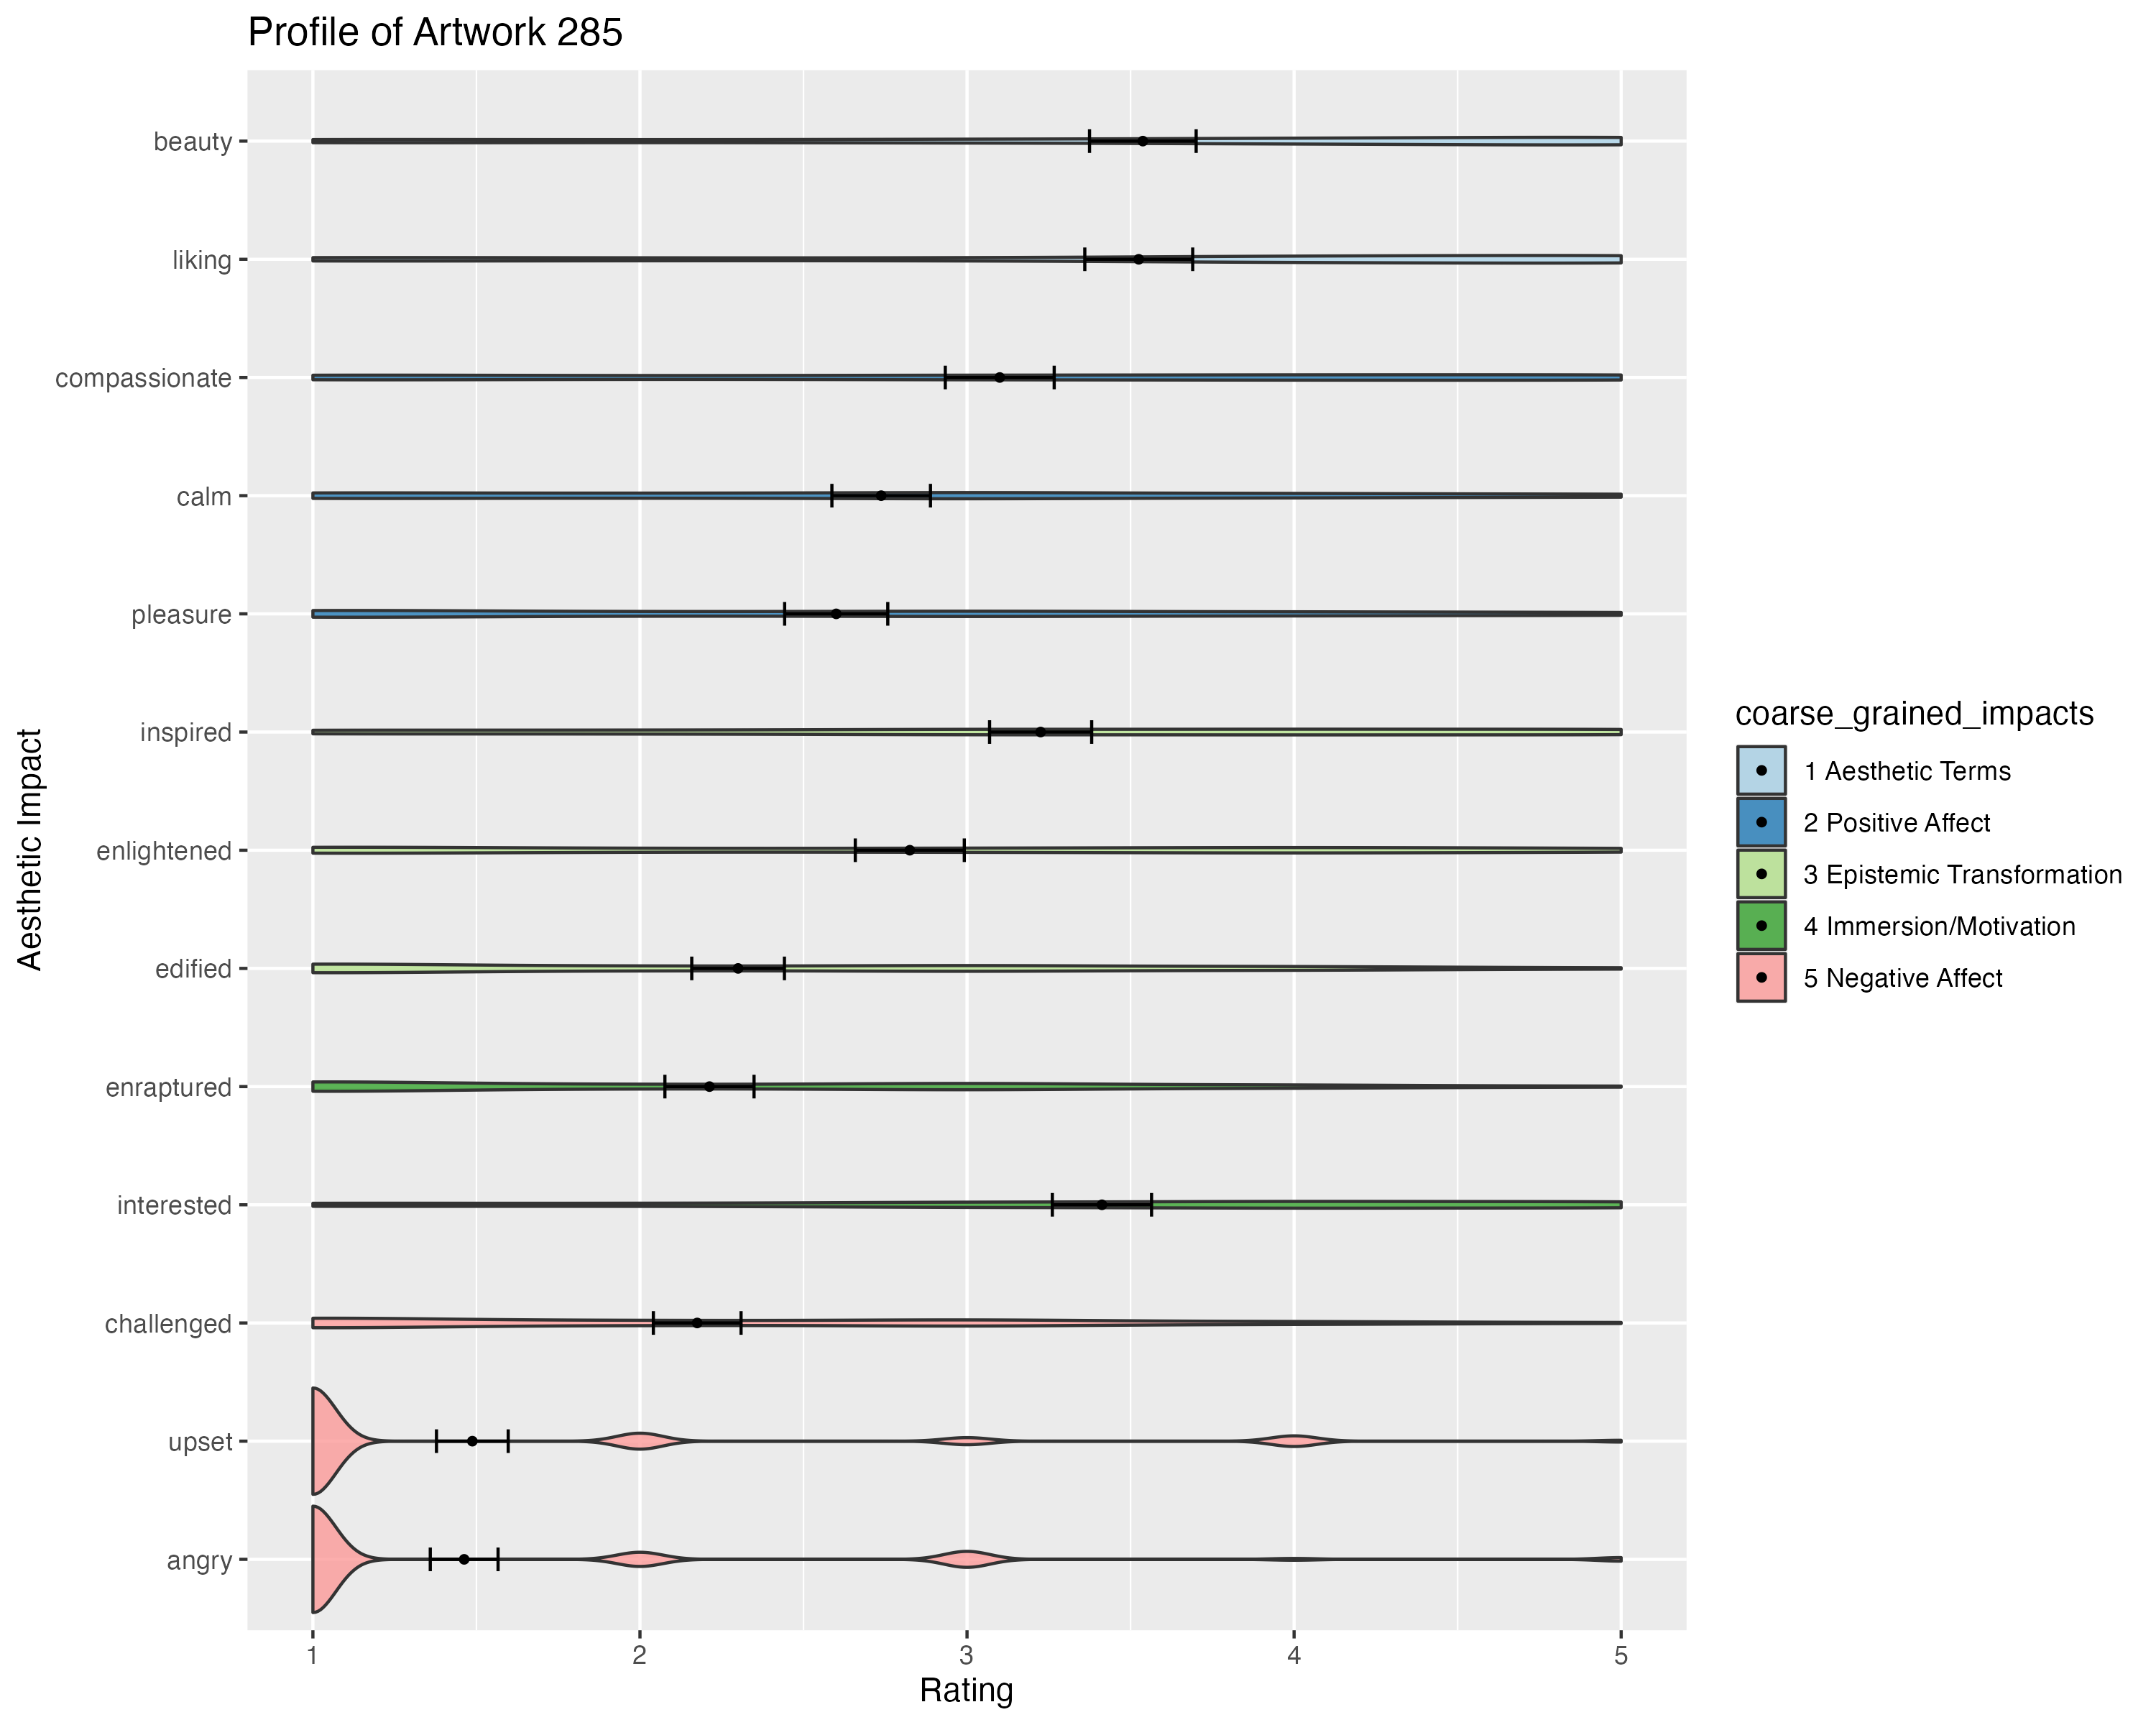 Profile of Artwork 285
beauty
liking
compassionate
calm
pleasure
inspired
enlightened
edified
enraptured
interested
challenged
upset
angry
Aesthetic Impact
1 2 3 4 5
Rating
coarse_grained_impacts
1 Aesthetic Terms
2 Positive Affect
3 Epistemic Transformation
4 Immersion/Motivation
5 Negative Affect